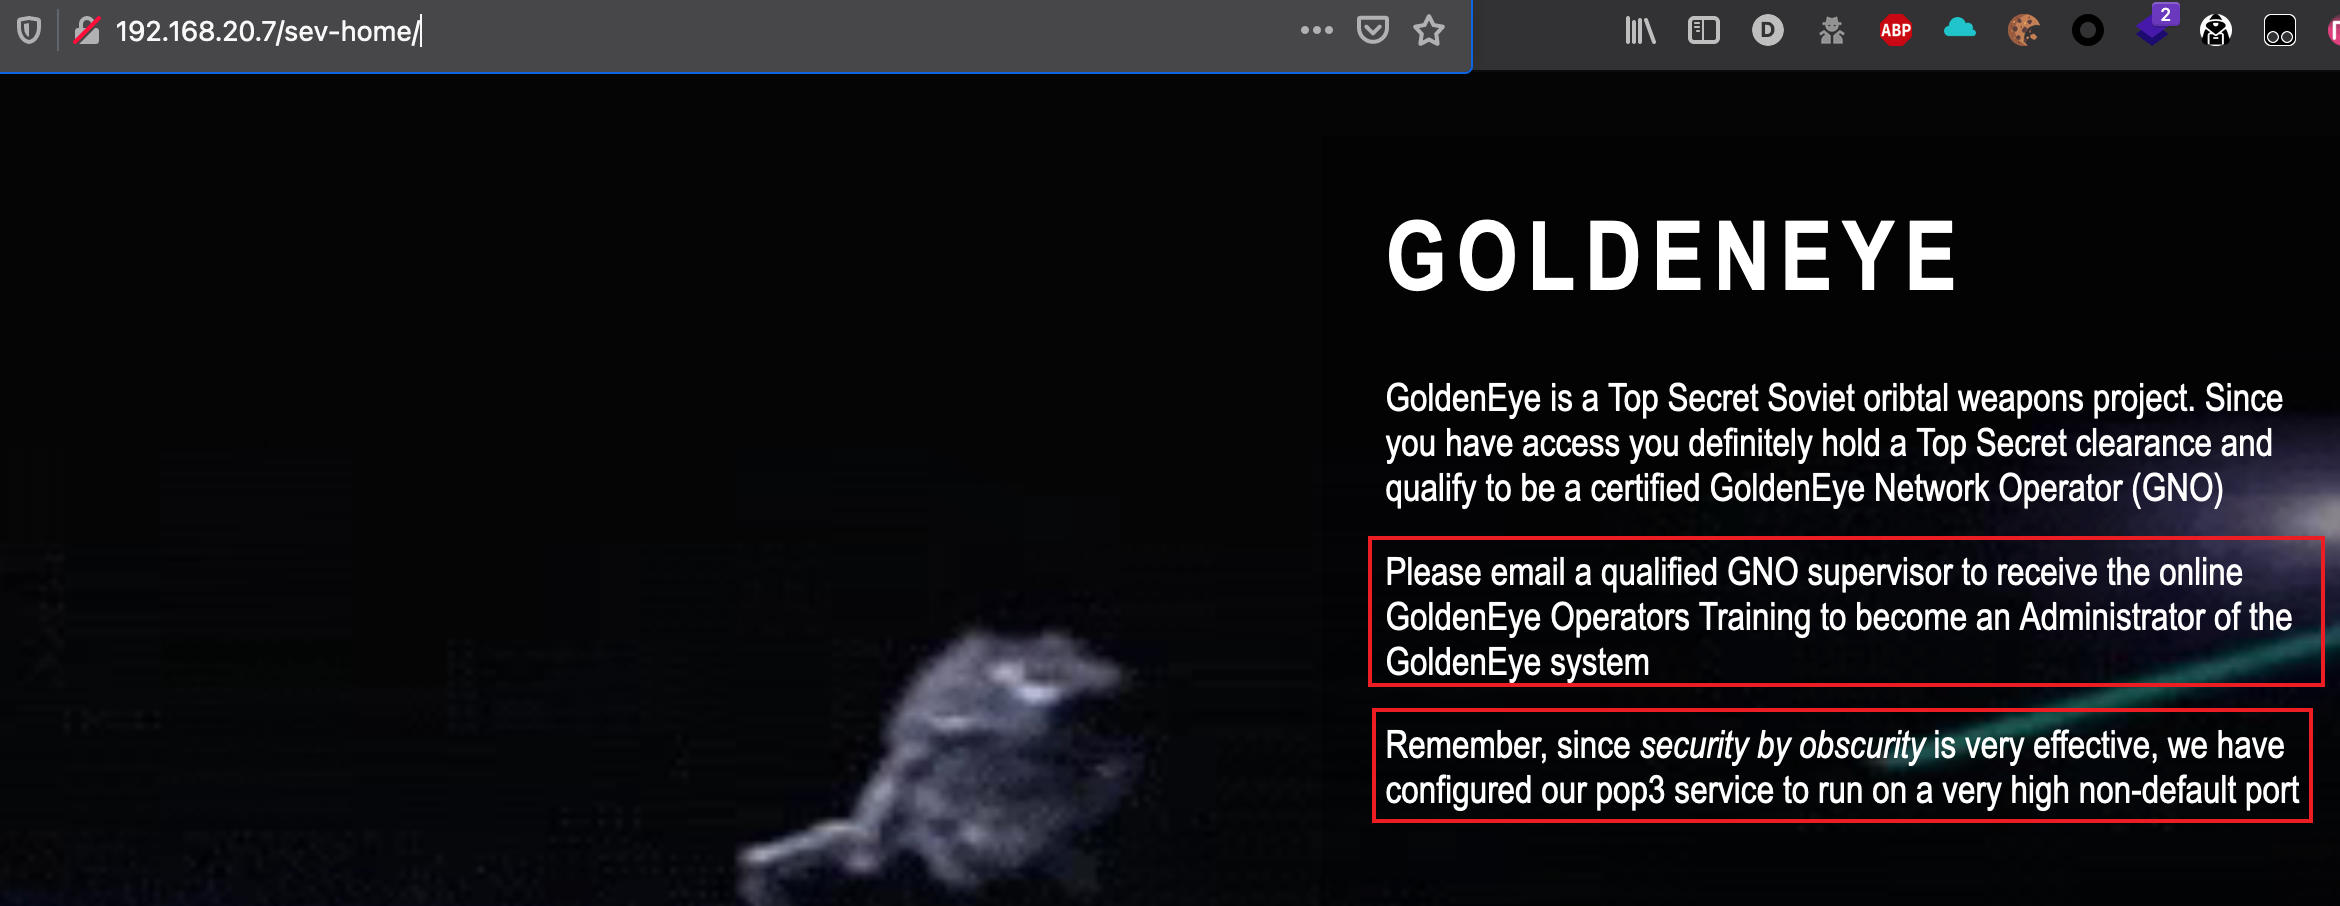 192.168.20.7/sev-home/
D
ABP
2
GOLDENEYE
GoldenEye is a Top Secret Soviet oribtal weapons project. Since
you have access you definitely hold a Top Secret clearance and
qualify to be a certified GoldenEye Network Operator (GNO)
Please email a qualified GNO supervisor to receive the online
GoldenEye Operators Training to become an Administrator of the
GoldenEye system
Remember, since security by obscurity is very effective, we have
configured our pop3 service to run on a very high non-default port